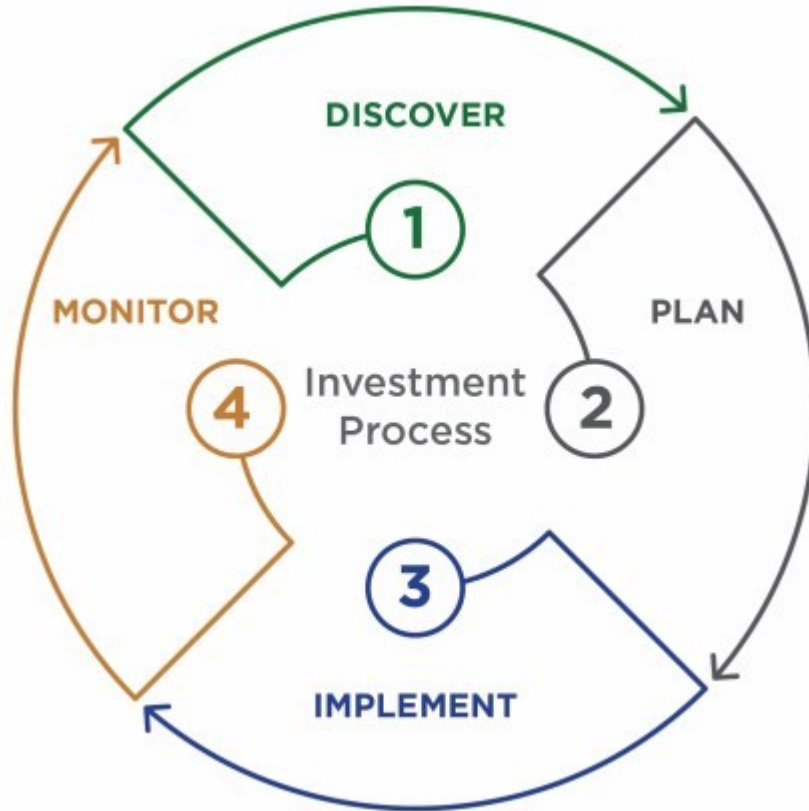 DISCOVER
1
MONITOR
PLAN
4
Investment
Process
2
3
IMPLEMENT